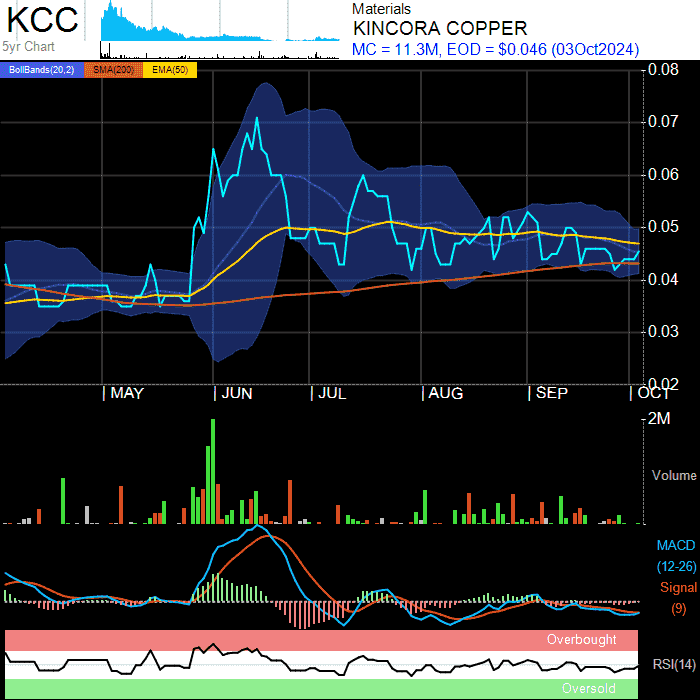 KCC
5yr Chart
Materials
KINCORA COPPER
MC = 11.3M, EOD = $0.046 (03Oct2024)
BollBands(20,2) SMA(200) EMA(50)
0.08
0.07
0.06
0.05
0.04
0.03
0.02
MAY JUN JUL AUG SEP OCT
2M
Volume
MACD
(12-26)
Signal
(9)
Overbought
RSI(14)
Oversold